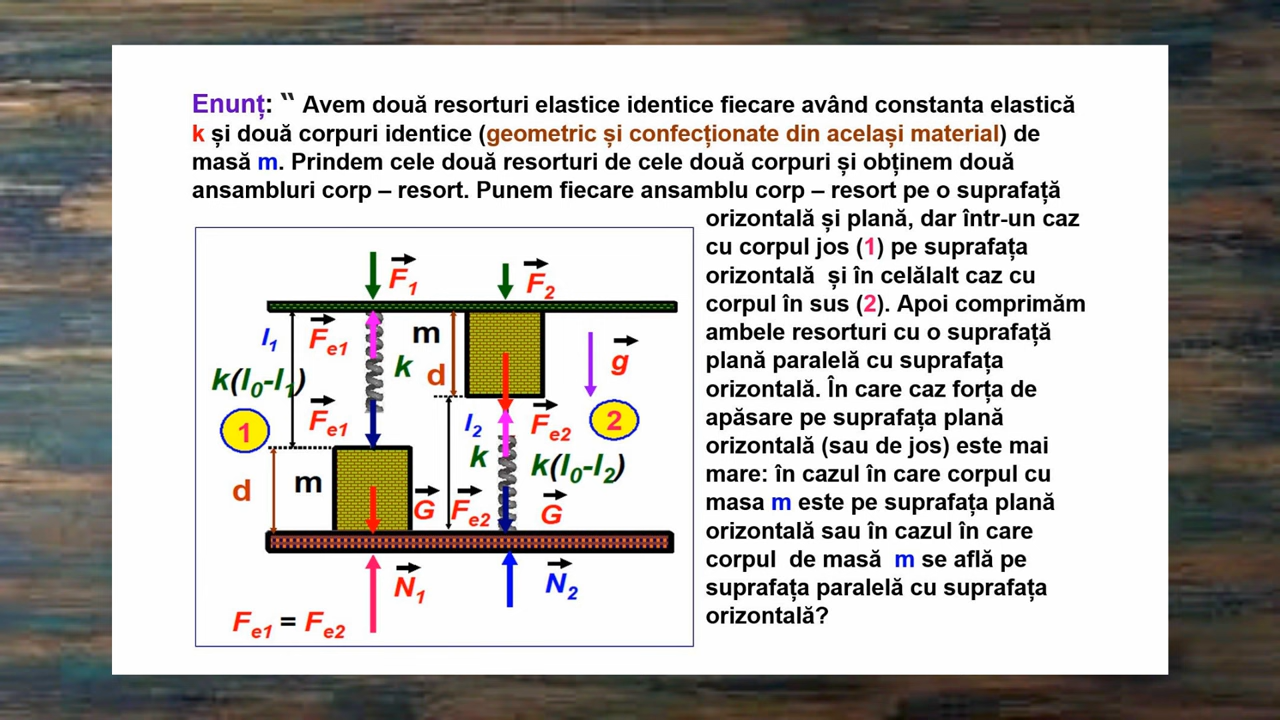 Enunț: “ Avem două resorturi elastice identice fiecare având constanta elastică
k și două corpuri identice (geometric și confecționate din același material) de
masă m. Prindem cele două resorturi de cele două corpuri și obținem două
ansambluri corp – resort. Punem fiecare ansamblu corp – resort pe o suprafață
orizontală și plană, dar într-un caz
cu corpul jos (1) pe suprafața
orizontală și în celălalt caz cu
corpul în sus (2). Apoi comprimăm
ambele resorturi cu o suprafață
plană paralelă cu suprafața
orizontală. În care caz forța de
apăsare pe suprafața plană
orizontală (sau de jos) este mai
mare: în cazul în care corpul cu
masa m este pe suprafața plană
orizontală sau în cazul în care
corpul de masă m se află pe
suprafața paralelă cu suprafața
orizontală?
F1 F2
l1 Fe1 m
k d g
k(l0-l1)
1 Fe1 l2 Fe2 2
k k(l0-l2)
d m G Fe2 G
N1 N2
Fe1 = Fe2